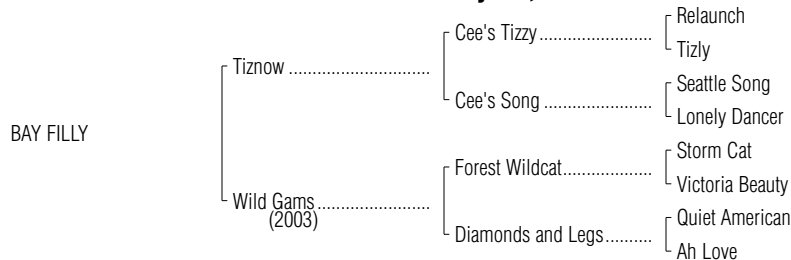 Relaunch
Cee's Tizzy
Tizly
Tiznow
Seattle Song
Cee's Song
Lonely Dancer
BAY FILLY
Storm Cat
Forest Wildcat
Victoria Beauty
Wild Gams
(2003)
Quiet American
Diamonds and Legs
Ah Love